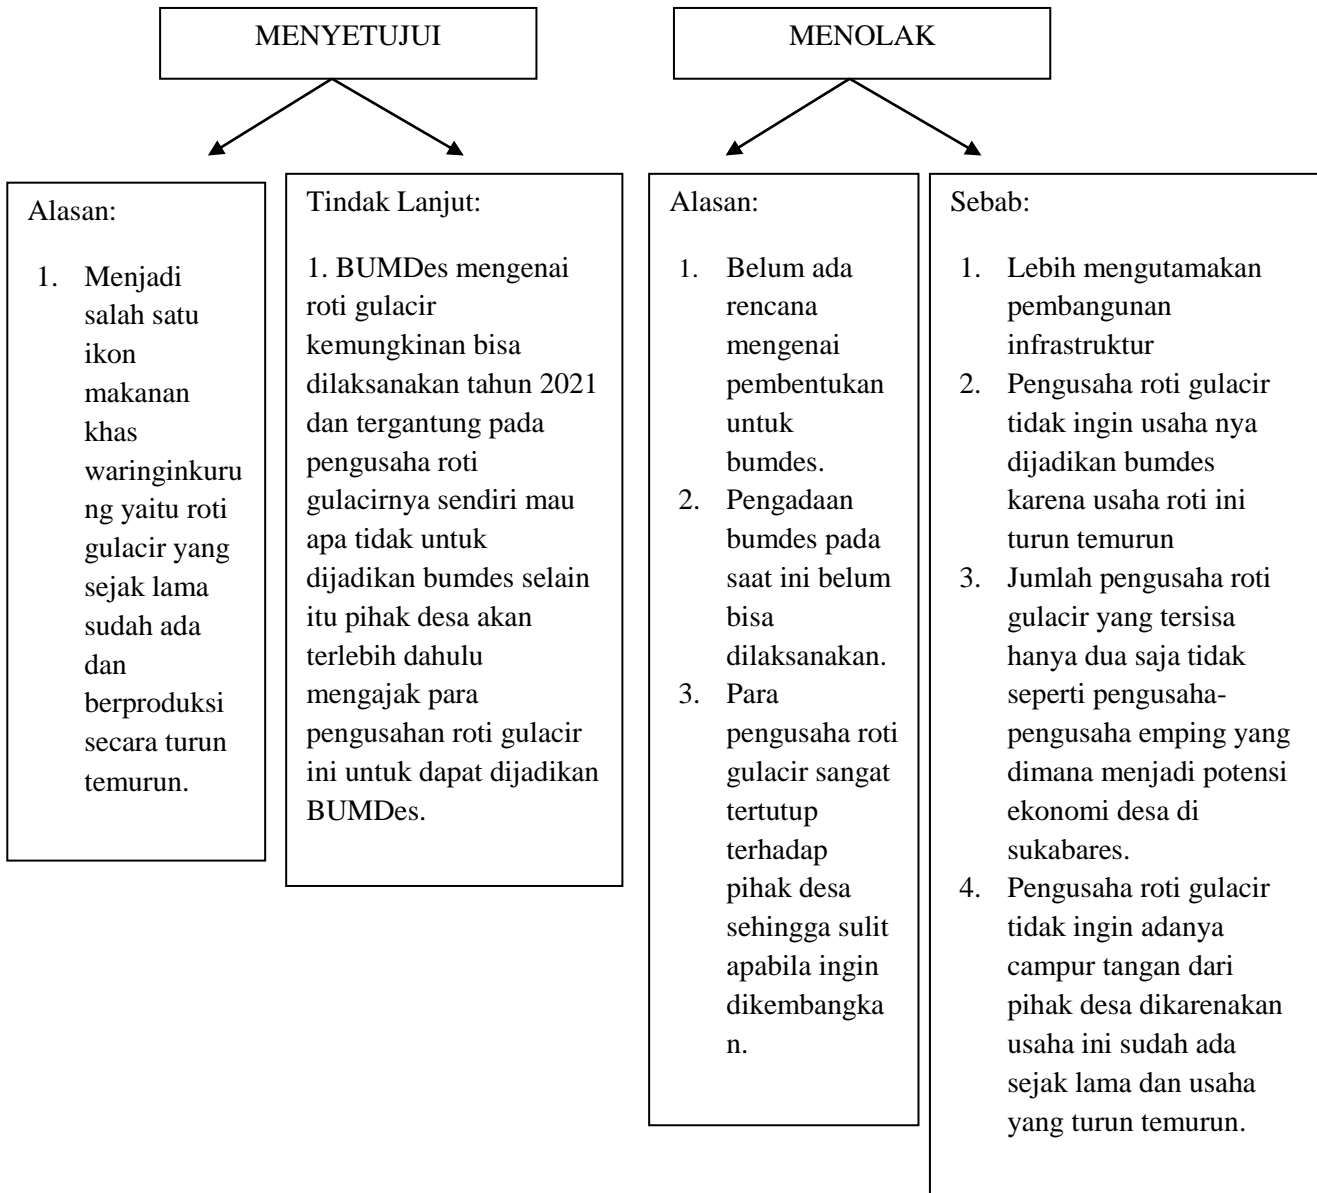 MENYETUJUI
MENOLAK
Alasan:
1. Menjadi
salah satu
ikon
makanan
khas
waringinkuru
ng yaitu roti
gulacir yang
sejak lama
sudah ada
dan
berproduksi
secara turun
temurun.
Tindak Lanjut:
1. BUMDes mengenai
roti gulacir
kemungkinan bisa
dilaksanakan tahun 2021
dan tergantung pada
pengusaha roti
gulacirnya sendiri mau
apa tidak untuk
dijadikan bumdes selain
itu pihak desa akan
terlebih dahulu
mengajak para
pengusahan roti gulacir
ini untuk dapat dijadikan
BUMDes.
Alasan:
1. Belum ada
rencana
mengenai
pembentukan
untuk
bumdes.
2. Pengadaan
bumdes pada
saat ini belum
bisa
dilaksanakan.
3. Para
pengusaha roti
gulacir sangat
tertutup
terhadap
pihak desa
sehingga sulit
apabila ingin
dikembangka
n.
Sebab:
1. Lebih mengutamakan
pembangunan
infrastruktur
2. Pengusaha roti gulacir
tidak ingin usaha nya
dijadikan bumdes
karena usaha roti ini
turun temurun
3. Jumlah pengusaha roti
gulacir yang tersisa
hanya dua saja tidak
seperti pengusaha-
pengusaha emping yang
dimana menjadi potensi
ekonomi desa di
sukabares.
4. Pengusaha roti gulacir
tidak ingin adanya
campur tangan dari
pihak desa dikarenakan
usaha ini sudah ada
sejak lama dan usaha
yang turun temurun.